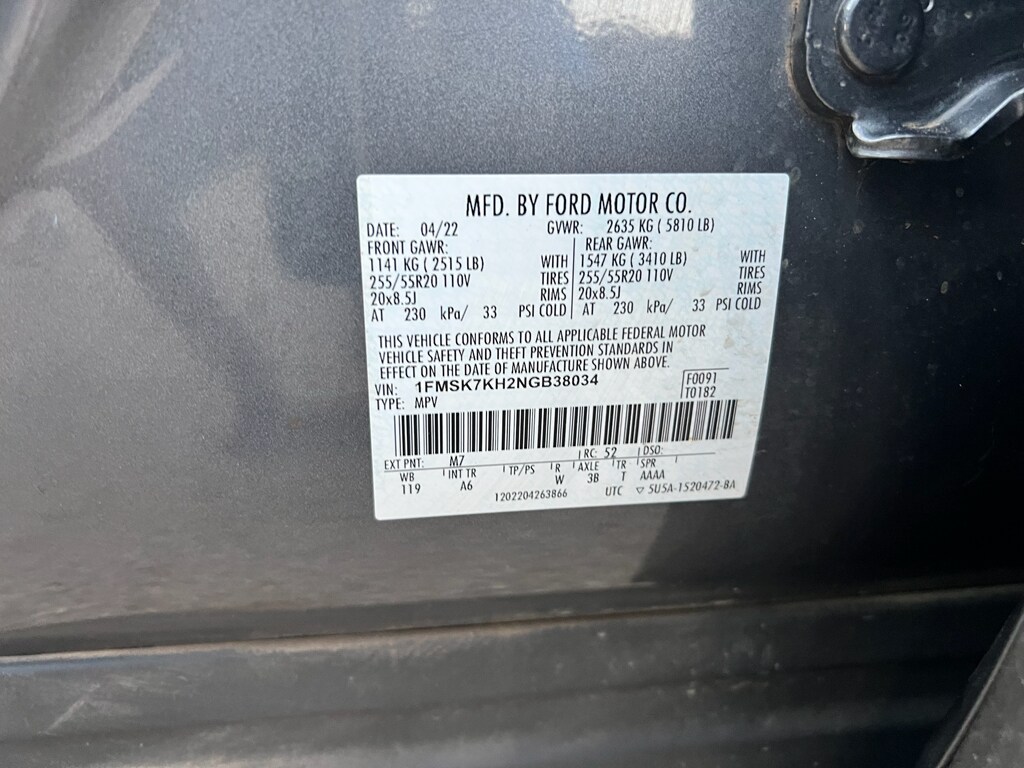 MFD. BY FORD MOTOR CO.
DATE: 04/22 GVWR: 2635 KG ( 5810 LB)
FRONT GAWR: REAR GAWR:
1141 KG ( 2515 LB) WITH 1547 KG ( 3410 LB) WITH
255/55R20 110V TIRES 255/55R20 110V TIRES
20x8.5J RIMS 20x8.5J RIMS
AT 230 kPa/ 33 PSI COLD AT 230 kPa/ 33 PSI COLD
THIS VEHICLE CONFORMS TO ALL APPLICABLE FEDERAL MOTOR
VEHICLE SAFETY AND THEFT PREVENTION STANDARDS IN
EFFECT ON THE DATE OF MANUFACTURE SHOWN ABOVE.
VIN: 1FMSK7KH2NGB38034 F0091
TYPE: MPV T0182
EXT PNT: M7 RC: 52 DSO:
WB INT TR TP/PS R AXLE TR SPR
119 A6 W 3B T AAAA
1202204263866 UTC ▽ 5U5A-1520472-BA